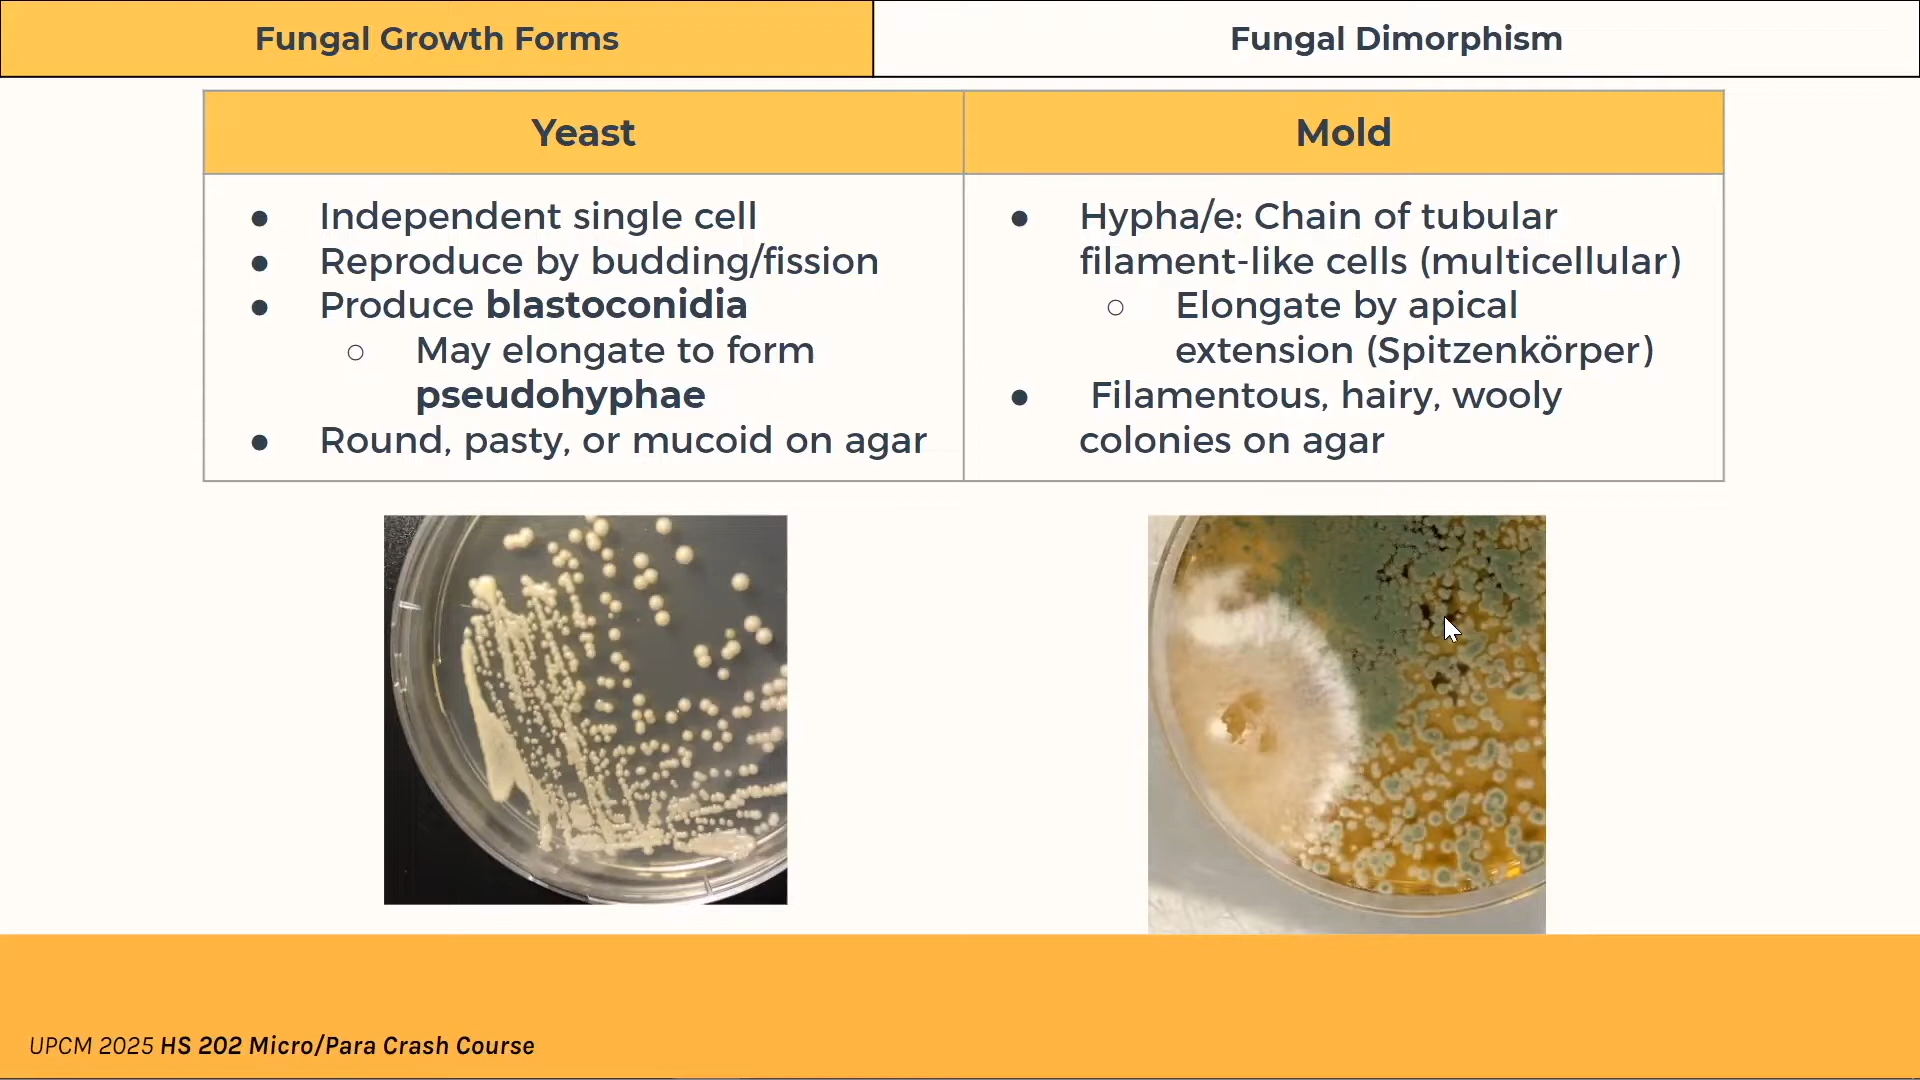 Fungal Growth Forms
Fungal Dimorphism
Yeast
Mold
● Independent single cell
● Reproduce by budding/fission
● Produce blastoconidia
○ May elongate to form
pseudohyphae
● Round, pasty, or mucoid on agar
● Hypha/e: Chain of tubular
filament-like cells (multicellular)
○ Elongate by apical
extension (Spitzenkörper)
● Filamentous, hairy, wooly
colonies on agar
UPCM 2025 HS 202 Micro/Para Crash Course